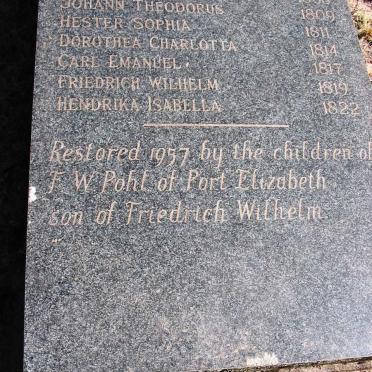 JOHANN THEODORUS
HESTER SOPHIA 1809
DOROTHEA CHARLOTTA 1811
CARL EMANUEL 1814
FRIEDRICH WILHELM 1817
HENDRIKA ISABELLA 1819
1822
Restored 1957 by the children of
F W Pohl of Port Elizabeth
son of Friedrich Wilhelm.